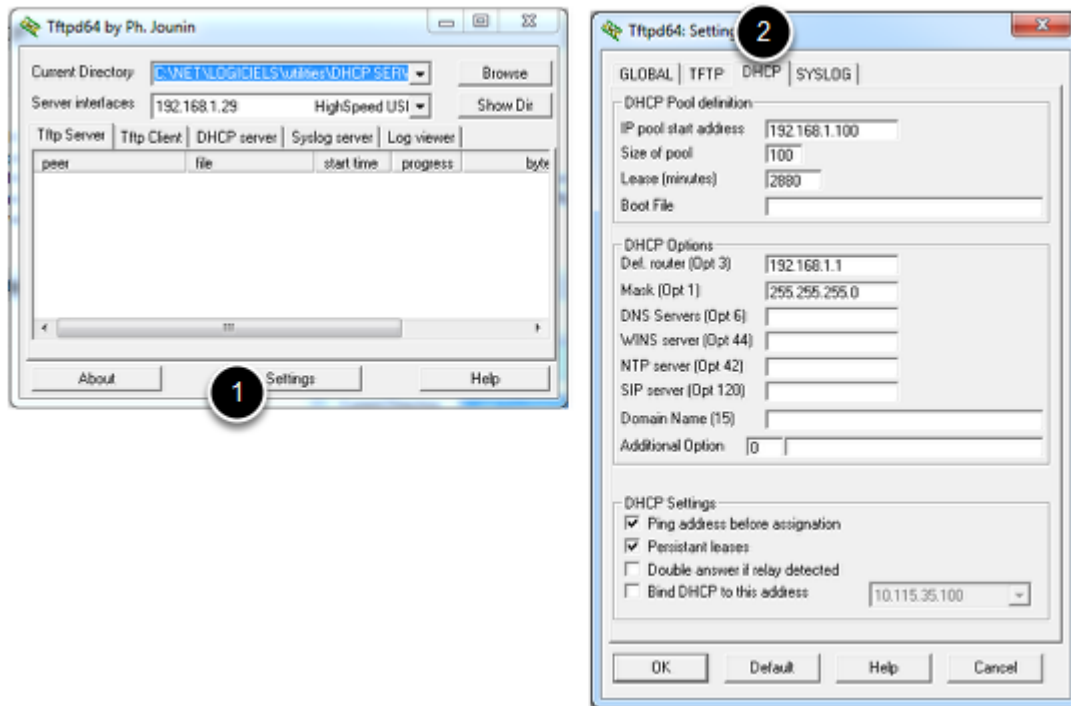 Tftpd64 by Ph. Jounin
Current Directory C:\NET\LOGICIELS\utilities\DHCP SER Browse
Server interfaces 192.168.1.29 HighSpeed USI Show Dir
Tftp Server Tftp Client DHCP server Syslog server Log viewer
peer file start time progress byte
About Settings Help
1
Tftpd64: Setting
2
GLOBAL TFTP DHCP SYSLOG
DHCP Pool definition
IP pool start address 192.168.1.100
Size of pool 100
Lease (minutes) 2880
Boot File
DHCP Options
Def. router (Opt 3) 192.168.1.1
Mask (Opt 1) 255.255.255.0
DNS Servers (Opt 6)
WINS server (Opt 44)
NTP server (Opt 42)
SIP server (Opt 120)
Domain Name (15)
Additional Option 0
DHCP Settings
Ping address before assignation
Persistant leases
Double answer if relay detected
Bind DHCP to this address 10.115.35.100
OK Default Help Cancel